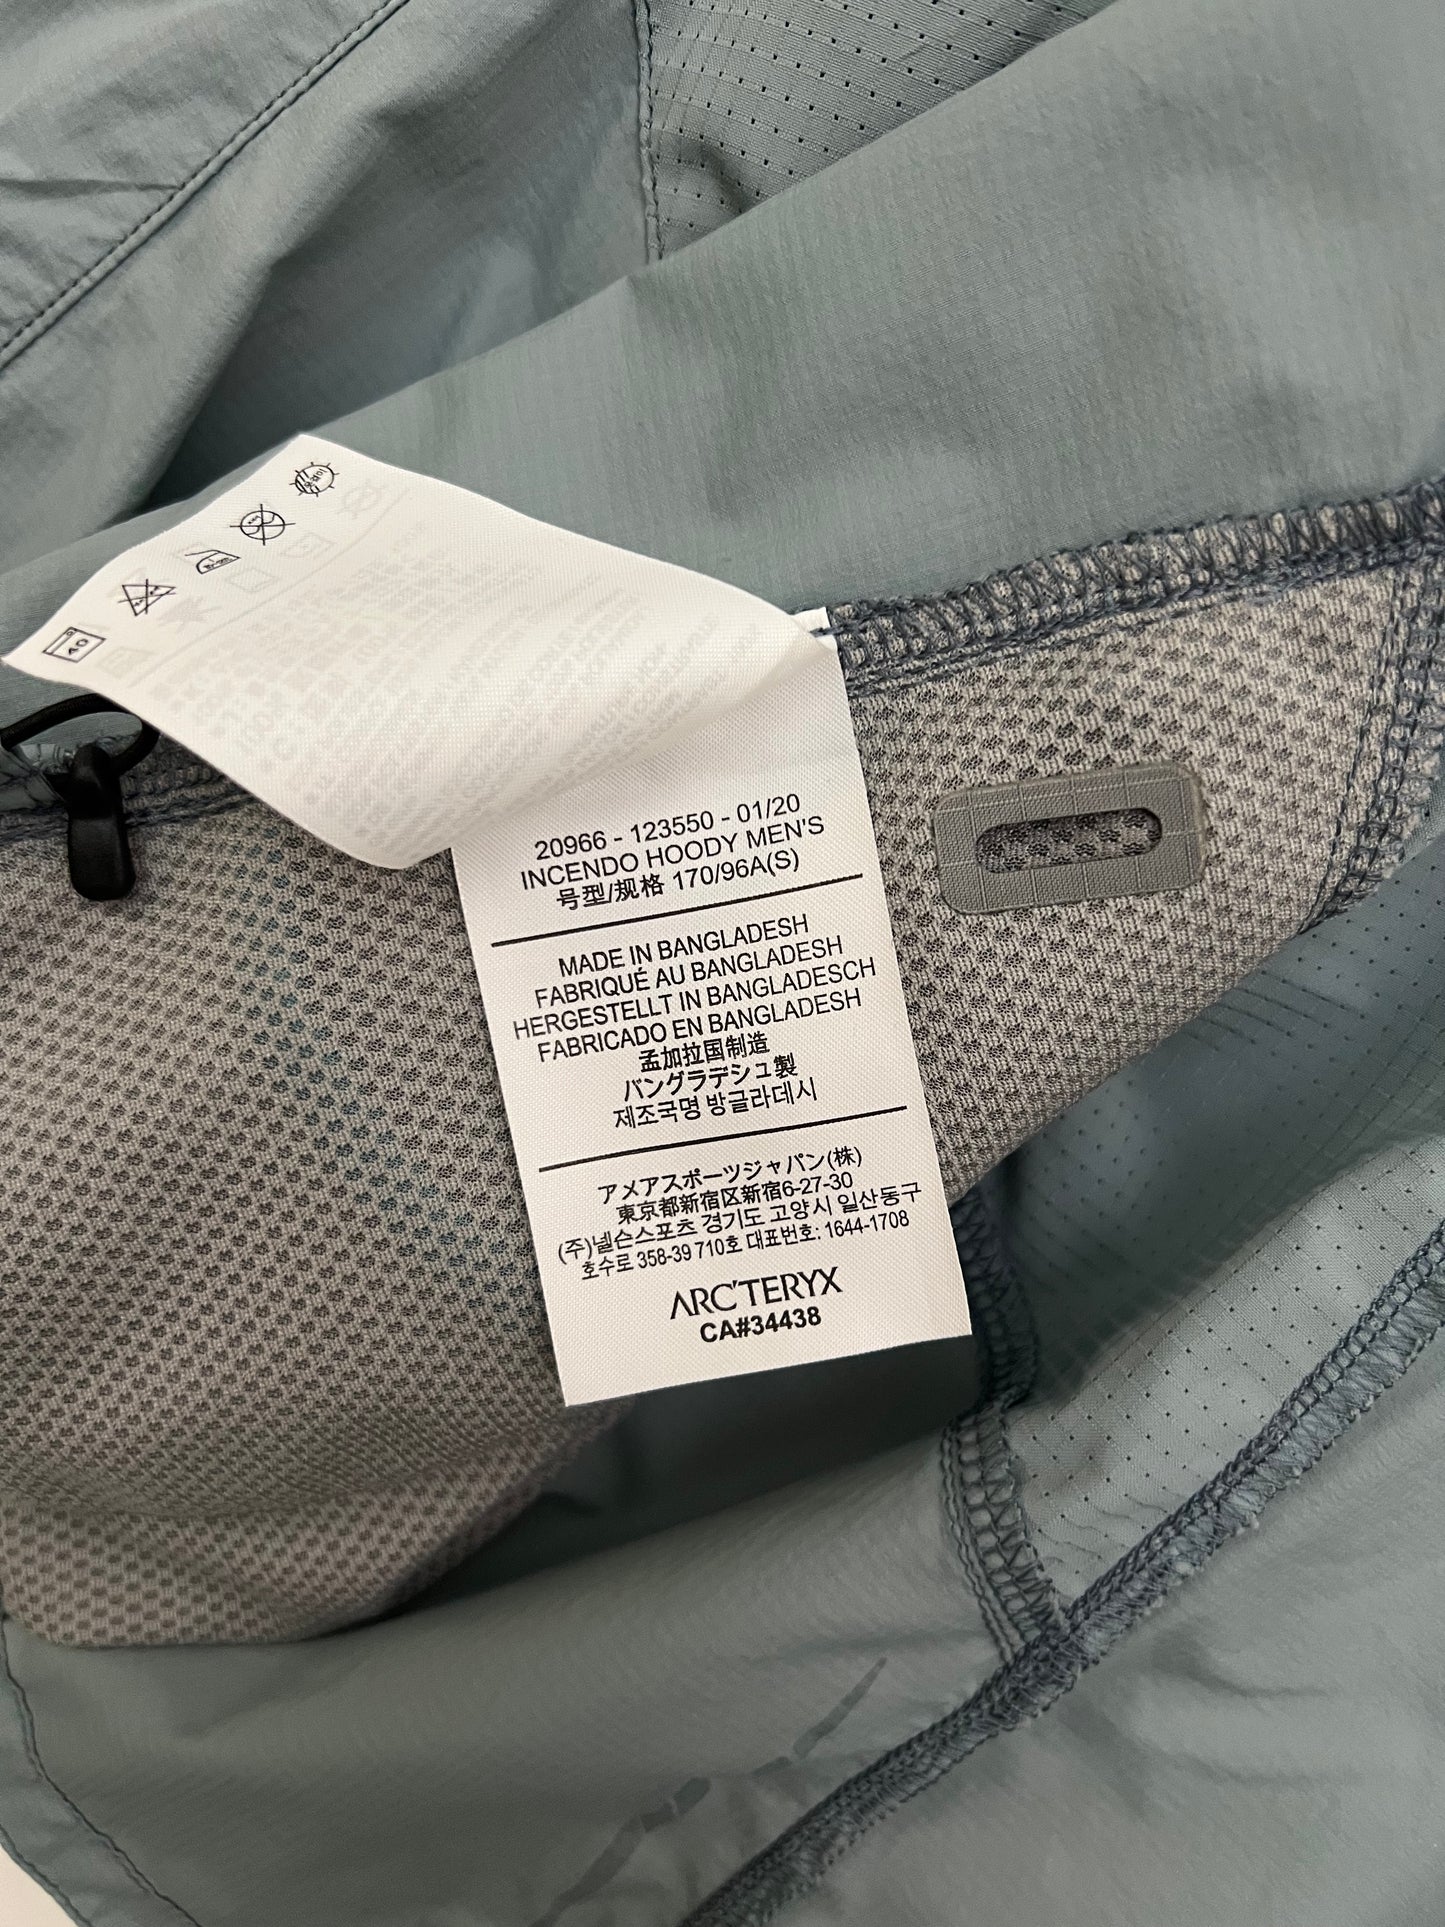 20966 - 123550 - 01/20
INCENDO HOODY MEN'S
号型/规格 170/96A(S)
MADE IN BANGLADESH
FABRIQUÉ AU BANGLADESH
HERGESTELLT IN BANGLADESCH
FABRICADO EN BANGLADESH
孟加拉国制造
バングラデシュ製
제조국명 방글라데시
アメアスポーツジャパン(株)
東京都新宿区新宿6-27-30
(주)넬슨스포츠 경기도 고양시 일산동구
호수로 358-39 710호 대표번호: 1644-1708
ARC'TERYX
CA#34438